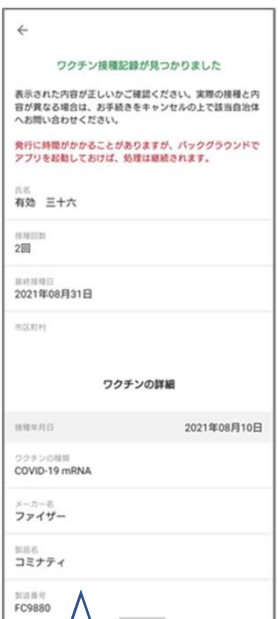 ワクチン接種記録が見つかりました
表示された内容が正しいかご確認ください。実際の接種と内
容が異なる場合は、お手続きをキャンセルの上で該当自治体
へお問い合わせください。
発行に時間がかかることがありますが、バックグラウンドで
アプリを起動しておけば、処理は継続されます。
氏名
有効 三十六
接種回数
2回
最終接種日
2021年08月31日
市区町村
ワクチンの詳細
接種年月日 2021年08月10日
ワクチンの種類
COVID-19 mRNA
メーカー名
ファイザー
製品名
コミナティ
製造番号
FC9880